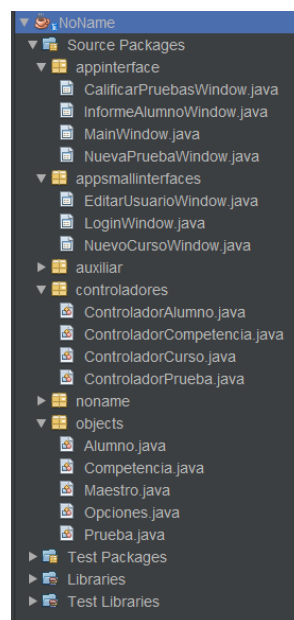 NoName
Source Packages
appinterface
CalificarPruebasWindow.java
InformeAlumnoWindow.java
MainWindow.java
NuevaPruebaWindow.java
appsmallinterfaces
EditarUsuarioWindow.java
LoginWindow.java
NuevoCursoWindow.java
auxiliar
controladores
ControladorAlumno.java
ControladorCompetencia.java
ControladorCurso.java
ControladorPrueba.java
noname
objects
Alumno.java
Competencia.java
Maestro.java
Opciones.java
Prueba.java
Test Packages
Libraries
Test Libraries